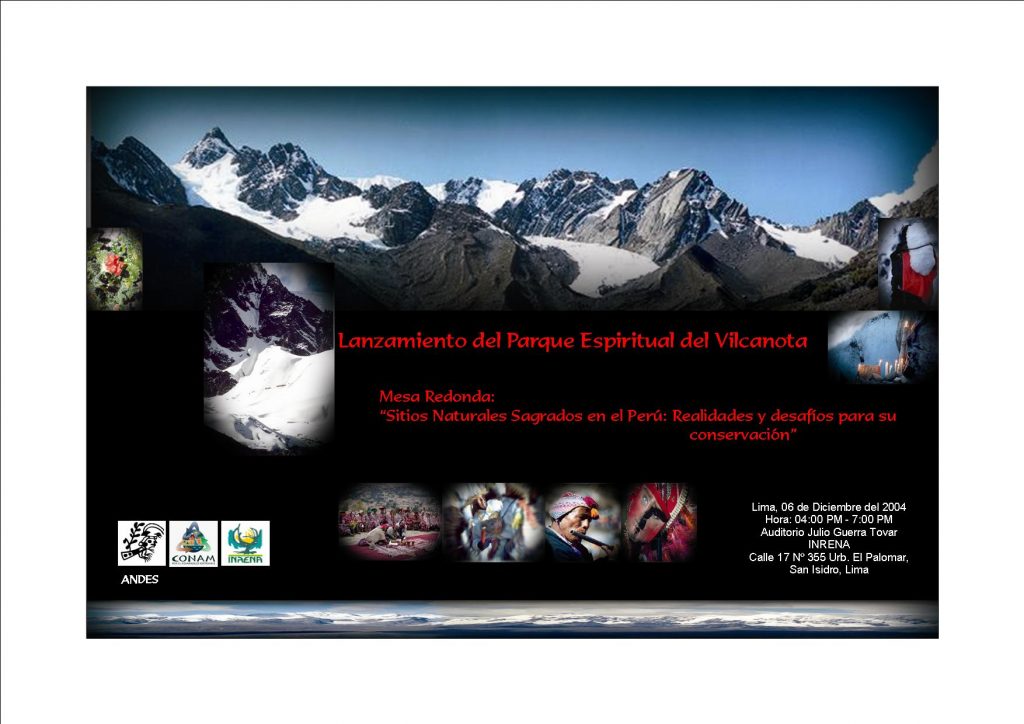 Lanzamiento del Parque Espiritual del Vilcanota
Mesa Redonda:
“Sitios Naturales Sagrados en el Perú: Realidades y desafíos para su
conservación”
Lima, 06 de Diciembre del 2004
Hora: 04:00 PM - 7:00 PM
Auditorio Julio Guerra Tovar
INRENA
Calle 17 Nº 355 Urb. El Palomar,
San Isidro, Lima
CONAM
INRENA
ANDES